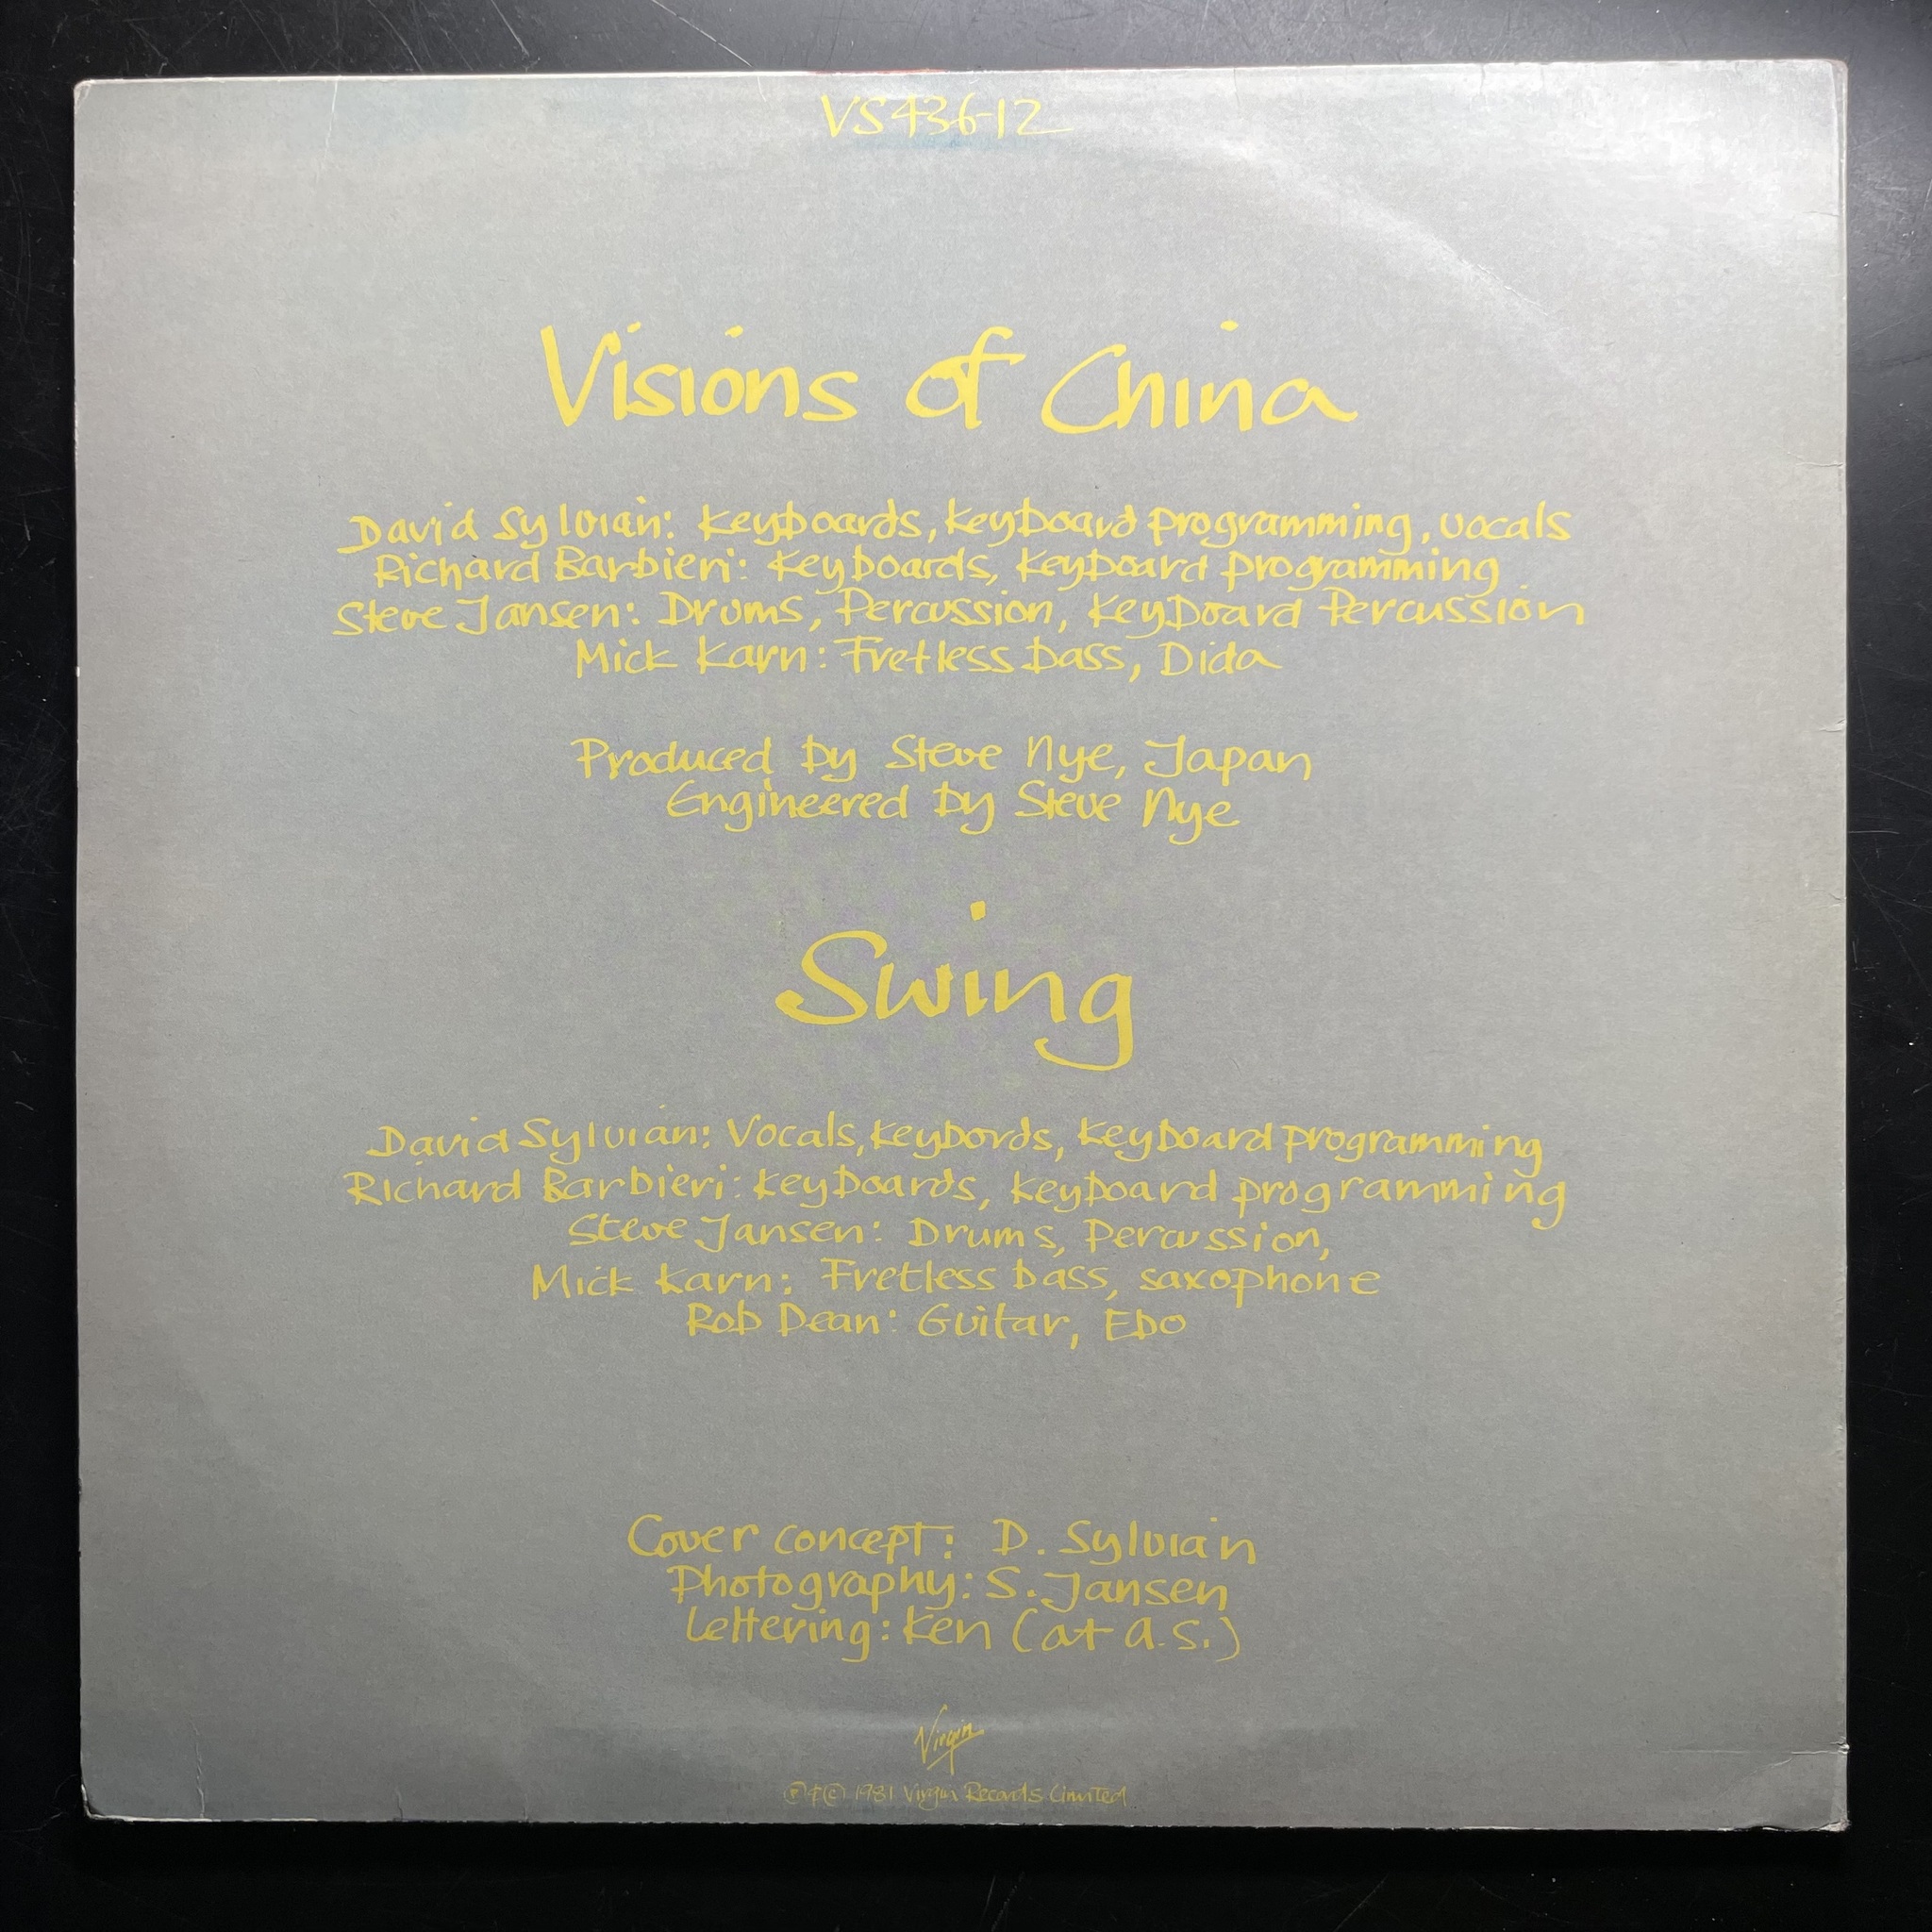 VS436-12
Visions of China
David Sylvian: Keyboards, Keyboard programming, vocals
Richard Barbieri: Keyboards, Keyboard programming
Steve Jansen: Drums, Percussion, Keyboard Percussion
Mick Karn: Fretless bass, Dida
Produced by Steve Nye, Japan
Engineered by Steve Nye
Swing
David Sylvian: Vocals, Keybords, Keyboard programming
Richard Barbieri: Keyboards, Keyboard programming
Steve Jansen: Drums, Percussion,
Mick Karn: Fretless bass, saxophone
Rob Dean: Guitar, Ebo
Cover concept: D. Sylvian
Photography: S. Jansen
Lettering: Ken (at a.s.)
Virgin
℗+© 1981 Virgin Records Limited